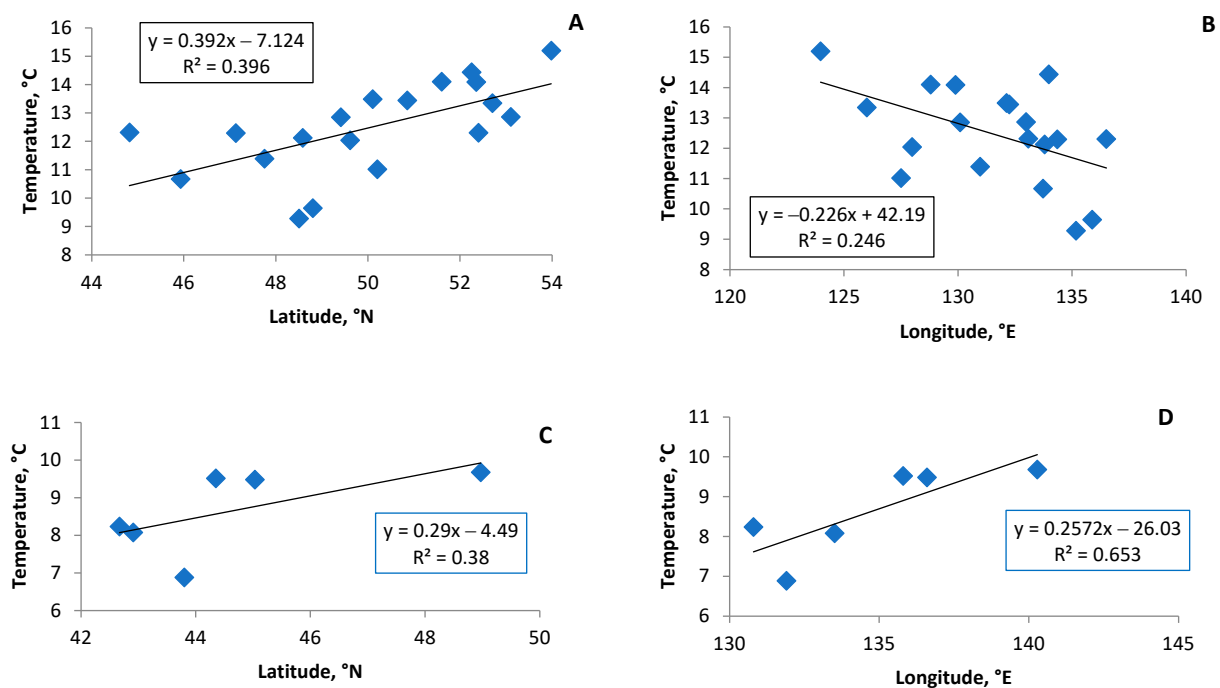 A
y = 0.392x – 7.124
R² = 0.396
16
15
14
13
12
11
10
9
8
44 46 48 50 52 54
Temperature, °C
Latitude, °N
B
y = –0.226x + 42.19
R² = 0.246
16
15
14
13
12
11
10
9
8
120 125 130 135 140
Temperature, °C
Longitude, °E
C
y = 0.29x – 4.49
R² = 0.38
11
10
9
8
7
6
42 44 46 48 50
Temperature, °C
Latitude, °N
D
y = 0.2572x – 26.03
R² = 0.653
11
10
9
8
7
6
130 135 140 145
Temperature, °C
Longitude, °E